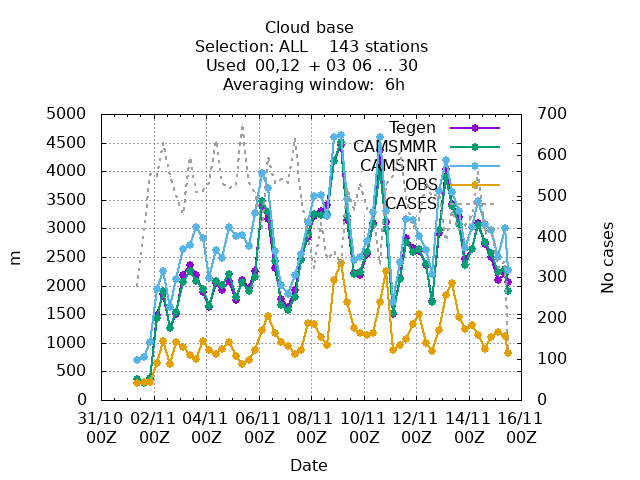 Cloud base
Selection: ALL 143 stations
Used 00,12 + 03 06 ... 30
Averaging window: 6h
5000
4500
4000
3500
3000
2500
2000
1500
1000
500
0
m
700
600
500
400
300
200
100
0
No cases
Tegen
CAMSMMR
CAMSNRT
OBS
CASES
31/10 02/11 04/11 06/11 08/11 10/11 12/11 14/11 16/11
00Z 00Z 00Z 00Z 00Z 00Z 00Z 00Z 00Z
Date